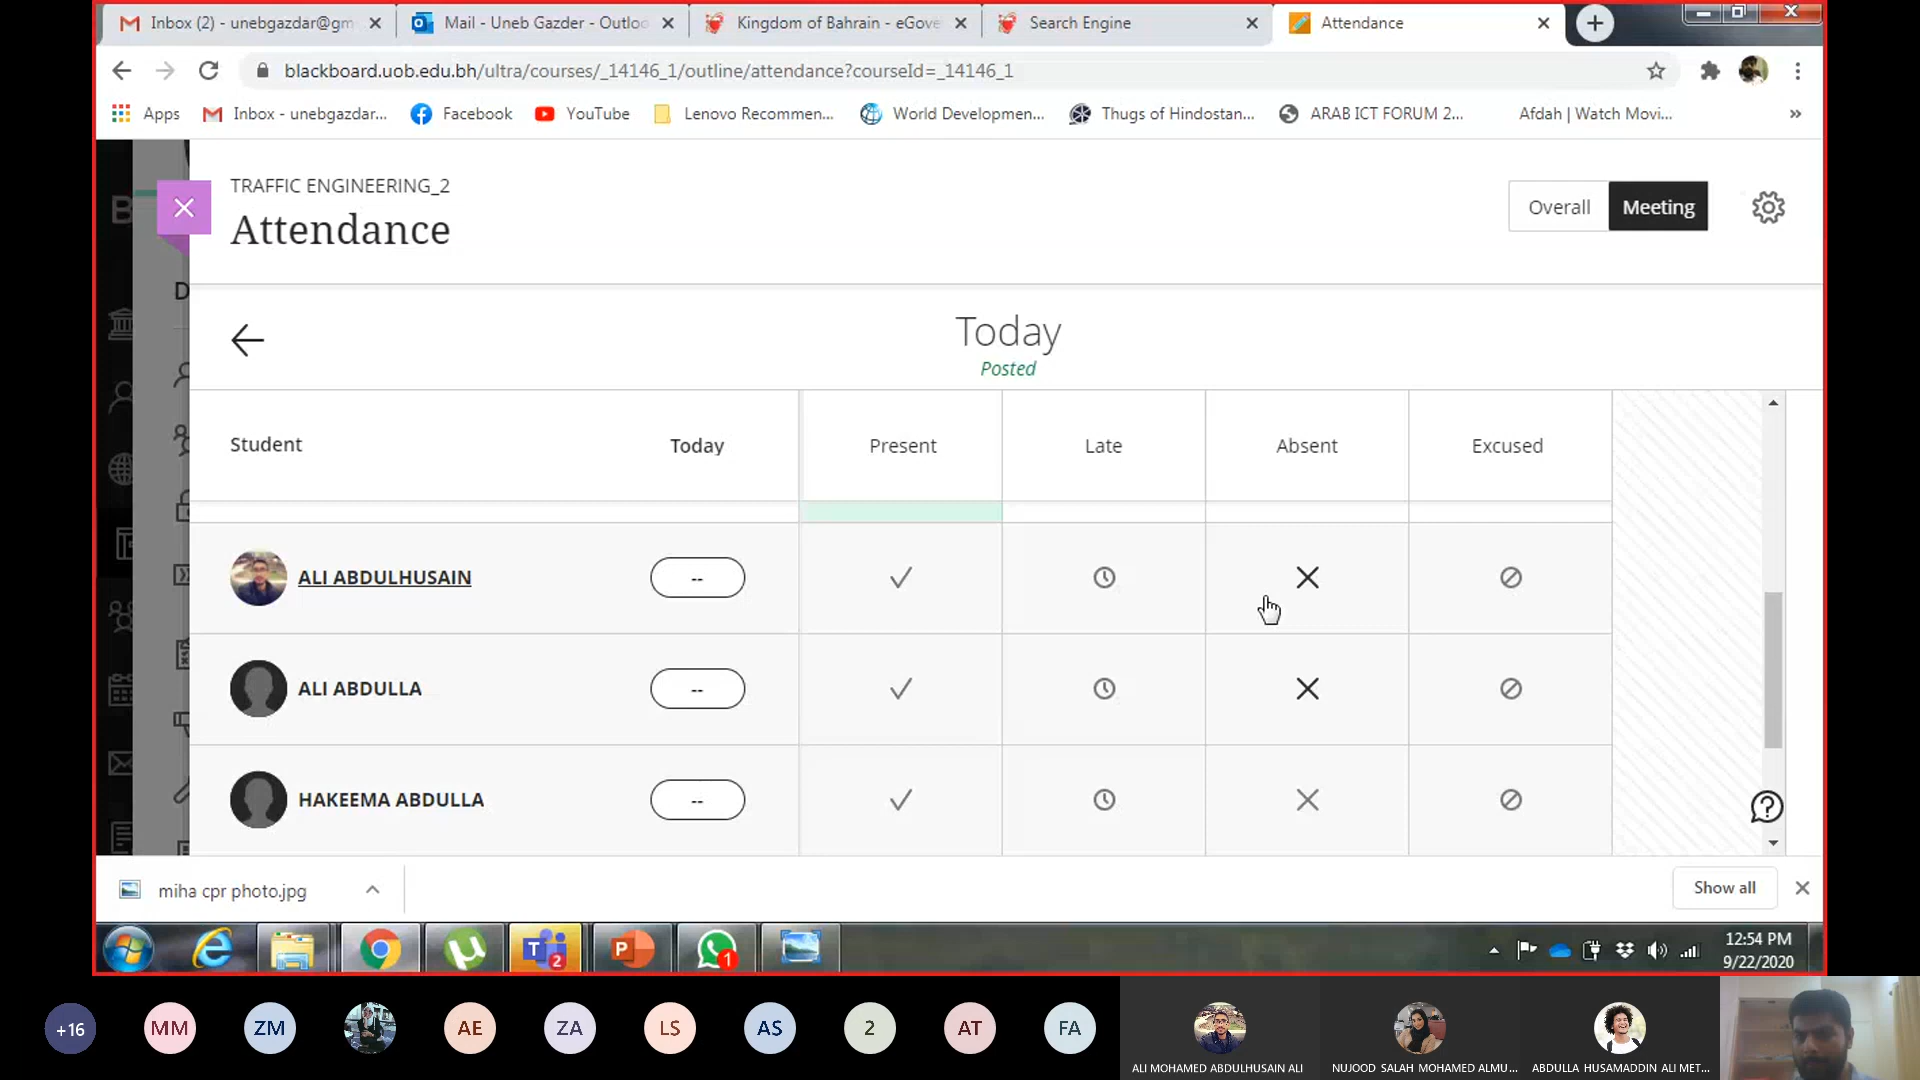 Inbox (2) - unebgazdar@gm
Mail - Uneb Gazder - Outloo
Kingdom of Bahrain - eGove
Search Engine
Attendance
blackboard.uob.edu.bh/ultra/courses/_14146_1/outline/attendance?courseId=_14146_1
Apps
Inbox - unebgazdar...
Facebook
YouTube
Lenovo Recommen...
World Developmen...
Thugs of Hindostan...
ARAB ICT FORUM 2...
Afdah | Watch Movi...
»
TRAFFIC ENGINEERING_2
Attendance
Overall
Meeting
Today
Posted
Student
Today
Present
Late
Absent
Excused
ALI ABDULHUSAIN
--
ALI ABDULLA
--
HAKEEMA ABDULLA
--
miha cpr photo.jpg
Show all
2
1
12:54 PM
9/22/2020
+16
MM
ZM
AE
ZA
LS
AS
2
AT
FA
ALI MOHAMED ABDULHUSAIN ALI
NUJOOD SALAH MOHAMED ALMU...
ABDULLA HUSAMADDIN ALI MET...